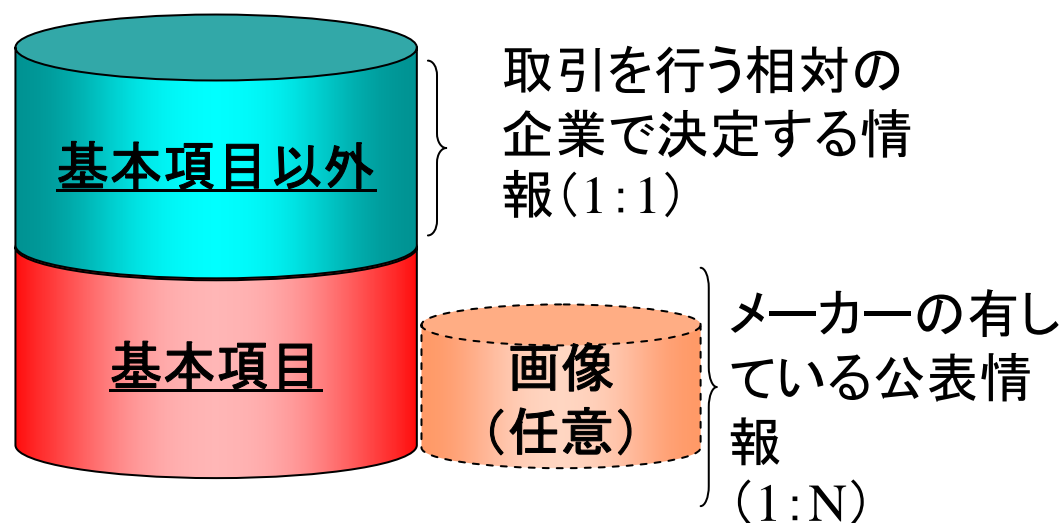 取引を行う相対の
企業で決定する情
報(1:1)
基本項目以外
基本項目
画像
(任意)
メーカーの有し
ている公表情
報
(1:N)